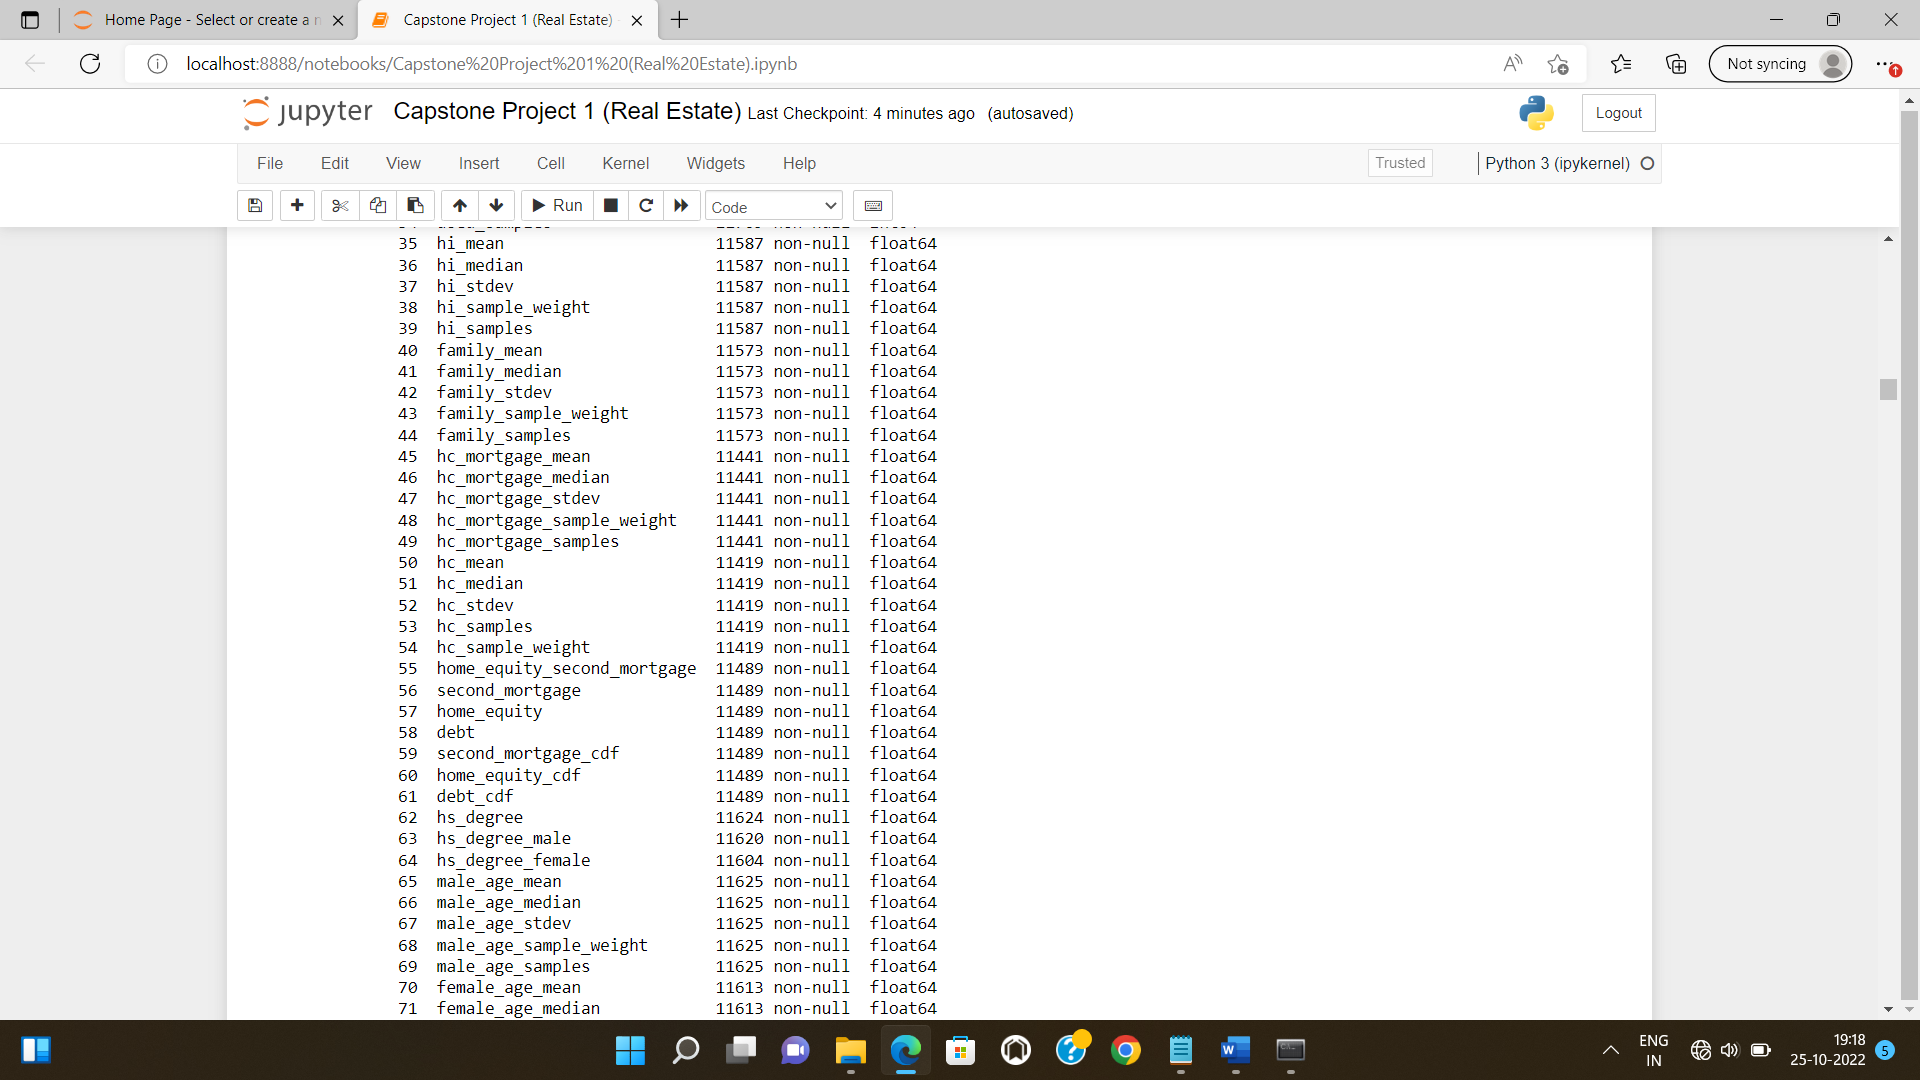 Home Page - Select or create a n
Capstone Project 1 (Real Estate)
localhost:8888/notebooks/Capstone%20Project%201%20(Real%20Estate).ipynb
Not syncing
jupyter Capstone Project 1 (Real Estate) Last Checkpoint: 4 minutes ago (autosaved)
Logout
File Edit View Insert Cell Kernel Widgets Help
Trusted
Python 3 (ipykernel)
Run
Code
35 hi_mean 11587 non-null float64
36 hi_median 11587 non-null float64
37 hi_stdev 11587 non-null float64
38 hi_sample_weight 11587 non-null float64
39 hi_samples 11587 non-null float64
40 family_mean 11573 non-null float64
41 family_median 11573 non-null float64
42 family_stdev 11573 non-null float64
43 family_sample_weight 11573 non-null float64
44 family_samples 11573 non-null float64
45 hc_mortgage_mean 11441 non-null float64
46 hc_mortgage_median 11441 non-null float64
47 hc_mortgage_stdev 11441 non-null float64
48 hc_mortgage_sample_weight 11441 non-null float64
49 hc_mortgage_samples 11441 non-null float64
50 hc_mean 11419 non-null float64
51 hc_median 11419 non-null float64
52 hc_stdev 11419 non-null float64
53 hc_samples 11419 non-null float64
54 hc_sample_weight 11419 non-null float64
55 home_equity_second_mortgage 11489 non-null float64
56 second_mortgage 11489 non-null float64
57 home_equity 11489 non-null float64
58 debt 11489 non-null float64
59 second_mortgage_cdf 11489 non-null float64
60 home_equity_cdf 11489 non-null float64
61 debt_cdf 11489 non-null float64
62 hs_degree 11624 non-null float64
63 hs_degree_male 11620 non-null float64
64 hs_degree_female 11604 non-null float64
65 male_age_mean 11625 non-null float64
66 male_age_median 11625 non-null float64
67 male_age_stdev 11625 non-null float64
68 male_age_sample_weight 11625 non-null float64
69 male_age_samples 11625 non-null float64
70 female_age_mean 11613 non-null float64
71 female_age_median 11613 non-null float64
ENG
IN
19:18
25-10-2022
5